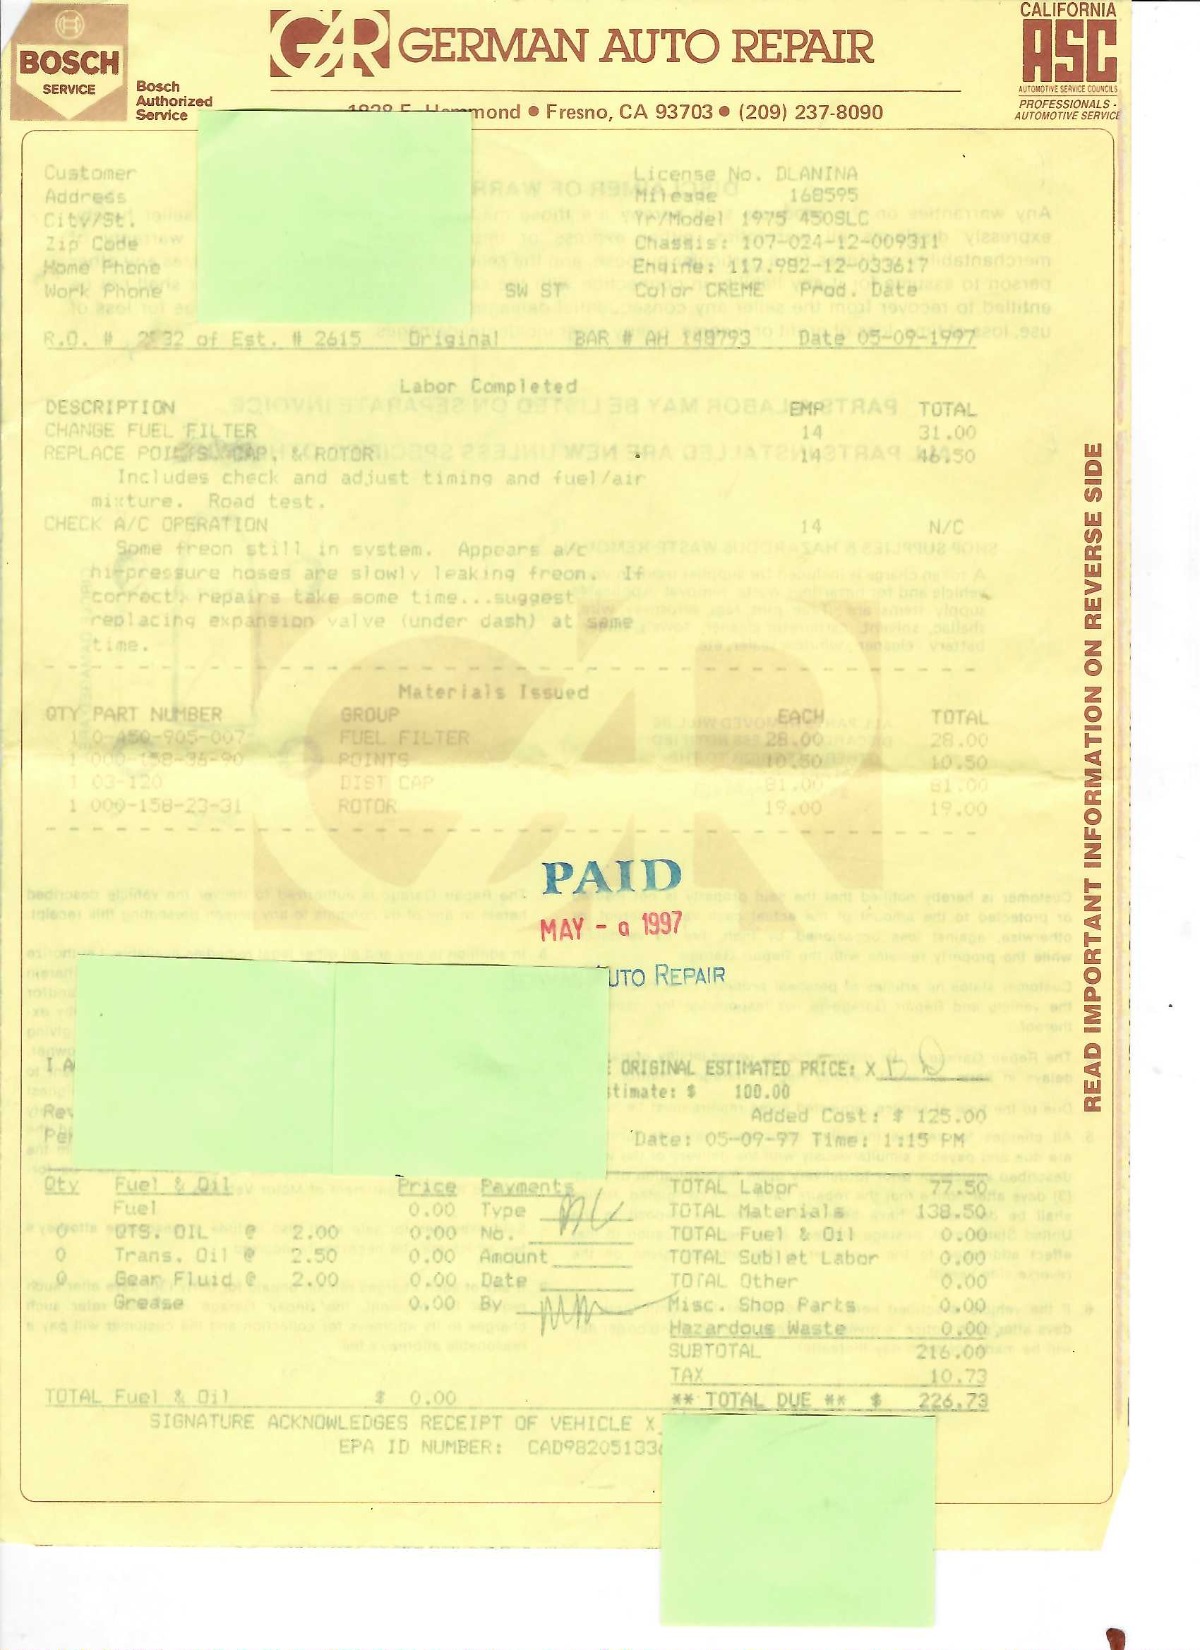 BOSCH
SERVICE
Bosch
Authorized
Service
GAR GERMAN AUTO REPAIR
mond • Fresno, CA 93703 • (209) 237-8090
CALIFORNIA
ASC
AUTOMOTIVE SERVICE COUNCILS
PROFESSIONALS -
AUTOMOTIVE SERVICE
Customer License No. DLANINA
Address Mileage 168595
City/St. Yr/Model 1975 450SLC
Zip Code Chassis: 107-024-12-009311
Home Phone Engine: 117.982-12-033617
Work Phone SW ST Color CREME Prod. Date
R.O. # of Est. # 2615 Original BAR # AH 148793 Date 05-09-1997
Labor Completed
DESCRIPTION EMP TOTAL
CHANGE FUEL FILTER 14 31.00
REPLACE POINTS, CAP, & ROTOR 14 46.50
Includes check and adjust timing and fuel/air
mixture. Road test.
CHECK A/C OPERATION 14 N/C
Some freon still in system. Appears a/c
hi-pressure hoses are slowly leaking freon. If
correct repairs take some time...suggest
replacing expansion valve (under dash) at same
time.
Materials Issued
QTY PART NUMBER GROUP EACH TOTAL
1 0-450-905-007 FUEL FILTER 28.00 28.00
1 000-158-36-90 POINTS 10.50 10.50
1 03-120 DIST CAP 81.00 81.00
1 000-158-23-31 ROTOR 19.00 19.00
PAID
MAY - 9 1997
UTO REPAIR
I A ORIGINAL ESTIMATED PRICE: X
timate: $ 100.00
Rev Added Cost: $ 125.00
Per Date: 05-09-97 Time: 1:15 PM
Qty Fuel & Oil Price Payments TOTAL Labor 77.50
Fuel 0.00 Type TOTAL Materials 138.50
0 QTS. OIL @ 2.00 0.00 No. TOTAL Fuel & Oil 0.00
0 Trans. Oil @ 2.50 0.00 Amount TOTAL Sublet Labor 0.00
0 Gear Fluid @ 2.00 0.00 Date TOTAL Other 0.00
Grease 0.00 By Misc. Shop Parts 0.00
Hazardous Waste 0.00
SUBTOTAL 216.00
TAX 10.73
TOTAL Fuel & Oil $ 0.00 ** TOTAL DUE ** $ 226.73
SIGNATURE ACKNOWLEDGES RECEIPT OF VEHICLE X
EPA ID NUMBER: CAD98205133
READ IMPORTANT INFORMATION ON REVERSE SIDE